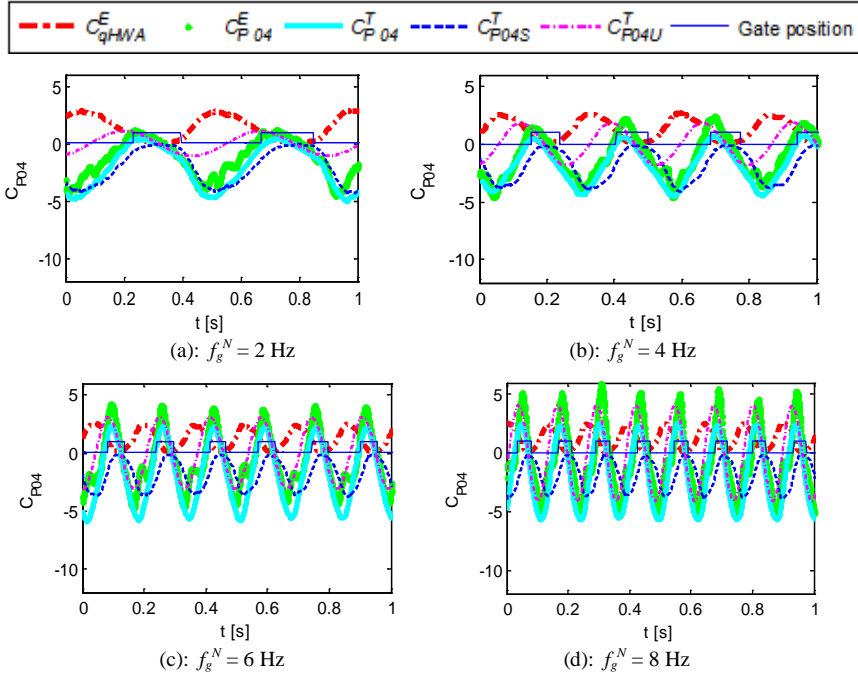 C^E_qHWA C^E_P 04 C^T_P 04 C^T_P04S C^T_P04U Gate position
5
0
-5
-10
C_P04
0 0.2 0.4 0.6 0.8 1
t [s]
(a): f_g^N = 2 Hz
5
0
-5
-10
C_P04
0 0.2 0.4 0.6 0.8 1
t [s]
(b): f_g^N = 4 Hz
5
0
-5
-10
C_P04
0 0.2 0.4 0.6 0.8 1
t [s]
(c): f_g^N = 6 Hz
5
0
-5
-10
C_P04
0 0.2 0.4 0.6 0.8 1
t [s]
(d): f_g^N = 8 Hz